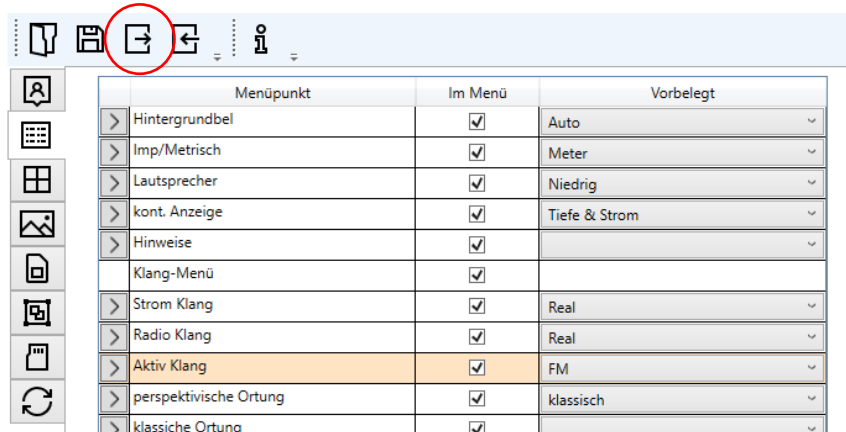 Menüpunkt Im Menü Vorbelegt
Hintergrundbel Auto
Imp/Metrisch Meter
Lautsprecher Niedrig
kont. Anzeige Tiefe & Strom
Hinweise
Klang-Menü
Strom Klang Real
Radio Klang Real
Aktiv Klang FM
perspektivische Ortung klassisch
klassiche Ortung